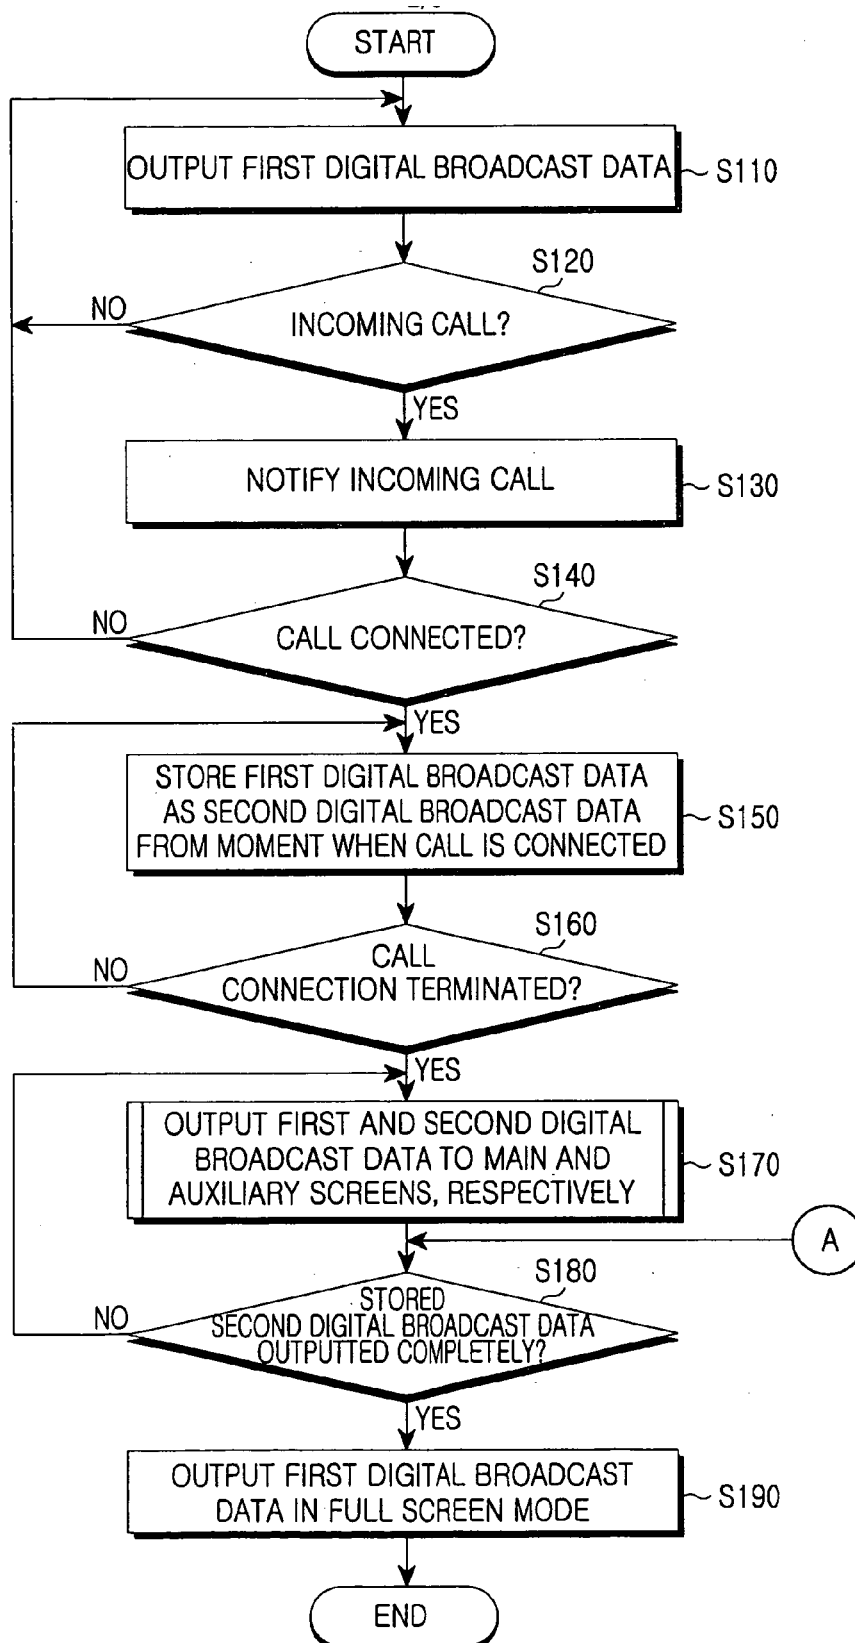 START
OUTPUT FIRST DIGITAL BROADCAST DATA
S110
S120
NO
INCOMING CALL?
YES
NOTIFY INCOMING CALL
S130
S140
NO
CALL CONNECTED?
YES
STORE FIRST DIGITAL BROADCAST DATA
AS SECOND DIGITAL BROADCAST DATA
FROM MOMENT WHEN CALL IS CONNECTED
S150
S160
NO
CALL
CONNECTION TERMINATED?
YES
OUTPUT FIRST AND SECOND DIGITAL
BROADCAST DATA TO MAIN AND
AUXILIARY SCREENS, RESPECTIVELY
S170
A
S180
NO
STORED
SECOND DIGITAL BROADCAST DATA
OUTPUTTED COMPLETELY?
YES
OUTPUT FIRST DIGITAL BROADCAST
DATA IN FULL SCREEN MODE
S190
END